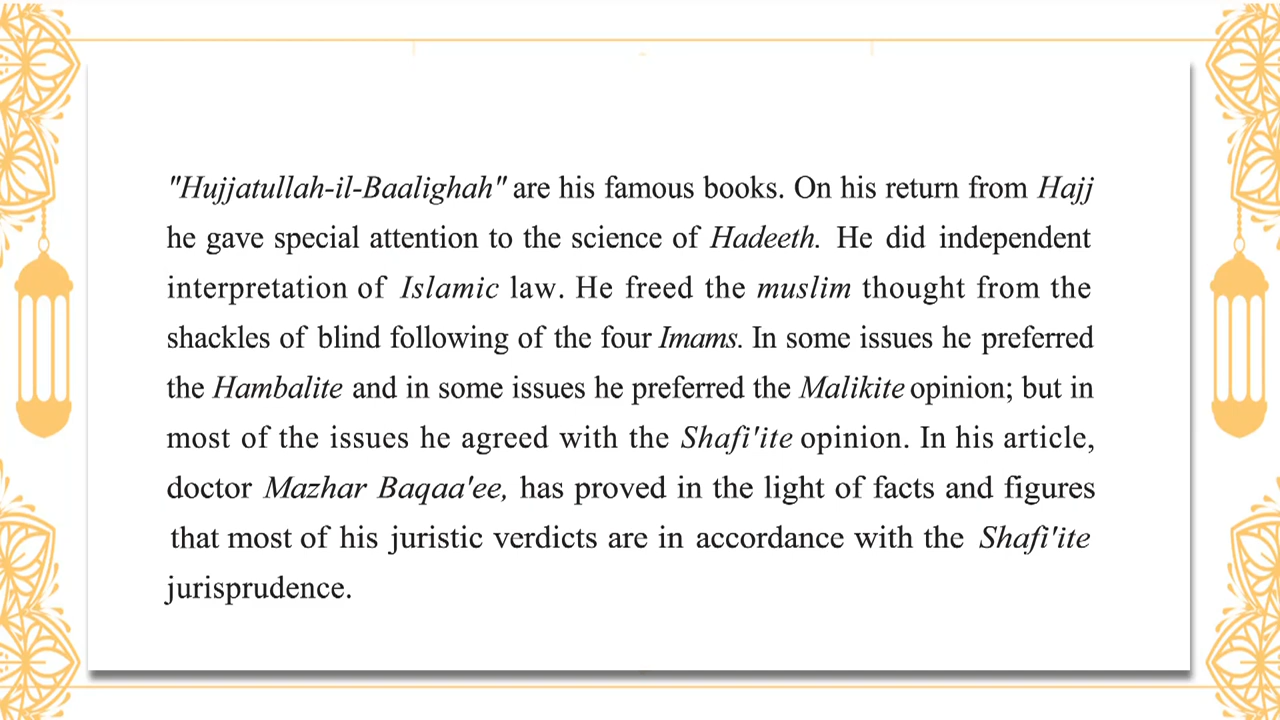 "Hujjatullah-il-Baalighah" are his famous books. On his return from Hajj
he gave special attention to the science of Hadeeth. He did independent
interpretation of Islamic law. He freed the muslim thought from the
shackles of blind following of the four Imams. In some issues he preferred
the Hambalite and in some issues he preferred the Malikite opinion; but in
most of the issues he agreed with the Shafi'ite opinion. In his article,
doctor Mazhar Baqaa'ee, has proved in the light of facts and figures
that most of his juristic verdicts are in accordance with the Shafi'ite
jurisprudence.